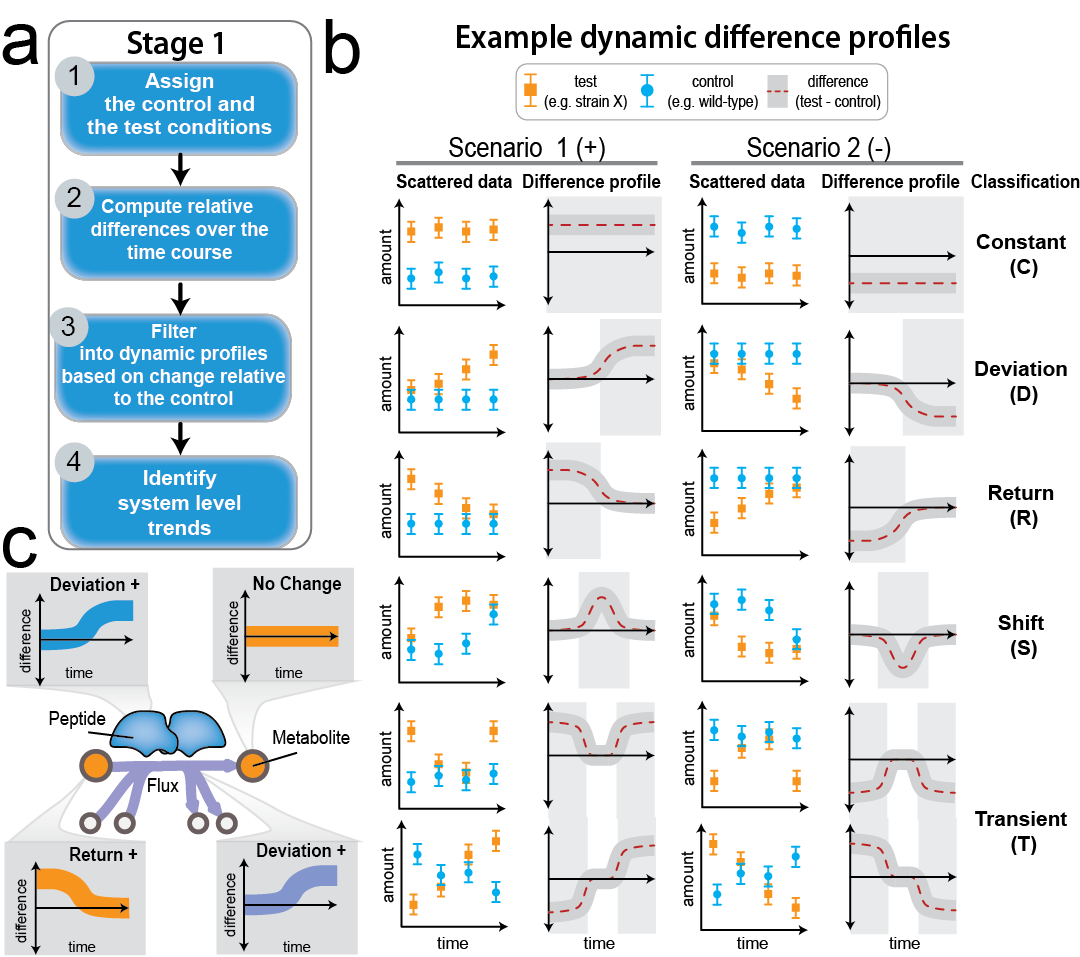 a
Stage 1
1
Assign
the control and
the test conditions
2
Compute relative
differences over the
time course
3
Filter
into dynamic profiles
based on change relative
to the control
4
Identify
system level
trends
b
Example dynamic difference profiles
test
(e.g. strain X)
control
(e.g. wild-type)
difference
(test - control)
Scenario 1 (+)
Scenario 2 (-)
Scattered data
Difference profile
Scattered data
Difference profile
Classification
amount
amount
Constant
(C)
amount
amount
Deviation
(D)
amount
amount
Return
(R)
amount
amount
Shift
(S)
amount
amount
Transient
(T)
amount
amount
time
time
time
time
c
Deviation +
difference
time
No Change
difference
time
Peptide
Metabolite
Flux
Return +
difference
time
Deviation +
difference
time